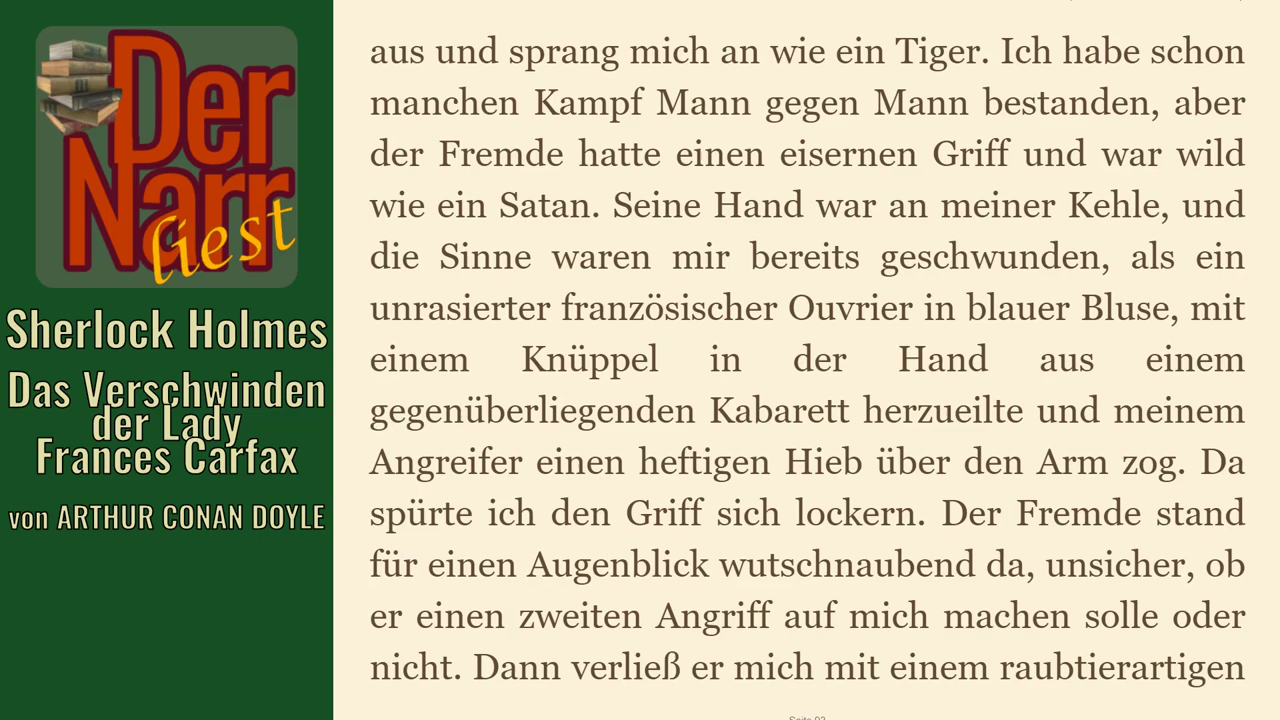 Der
Narr
liest
Sherlock Holmes
Das Verschwinden
der Lady
Frances Carfax
von ARTHUR CONAN DOYLE
aus und sprang mich an wie ein Tiger. Ich habe schon
manchen Kampf Mann gegen Mann bestanden, aber
der Fremde hatte einen eisernen Griff und war wild
wie ein Satan. Seine Hand war an meiner Kehle, und
die Sinne waren mir bereits geschwunden, als ein
unrasierter französischer Ouvrier in blauer Bluse, mit
einem Knüppel in der Hand aus einem
gegenüberliegenden Kabarett herzueilte und meinem
Angreifer einen heftigen Hieb über den Arm zog. Da
spürte ich den Griff sich lockern. Der Fremde stand
für einen Augenblick wutschnaubend da, unsicher, ob
er einen zweiten Angriff auf mich machen solle oder
nicht. Dann verließ er mich mit einem raubtierartigen